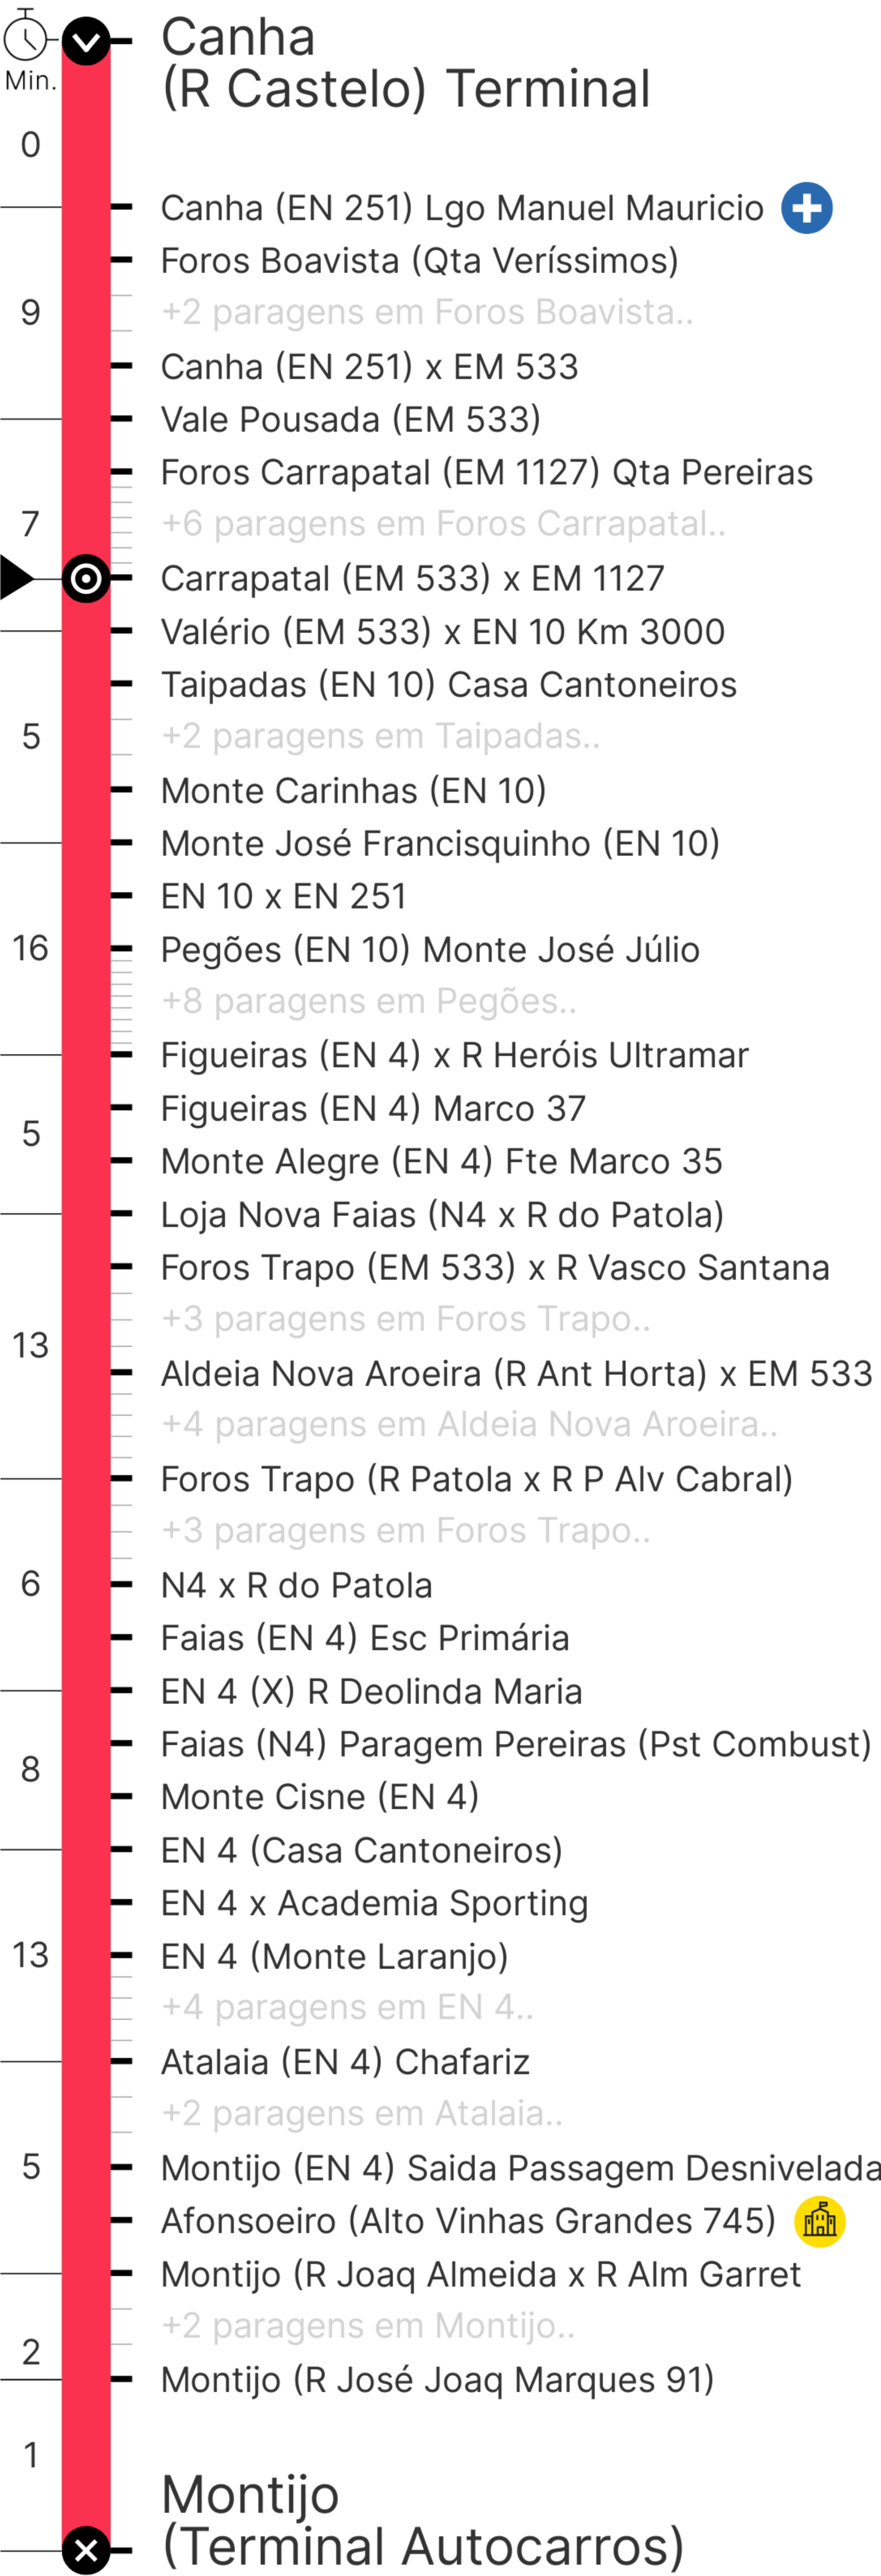 Canha
(R Castelo) Terminal
Min.
0
Canha (EN 251) Lgo Manuel Mauricio
Foros Boavista (Qta Veríssimos)
9
+2 paragens em Foros Boavista..
Canha (EN 251) x EM 533
Vale Pousada (EM 533)
Foros Carrapatal (EM 1127) Qta Pereiras
7
+6 paragens em Foros Carrapatal..
Carrapatal (EM 533) x EM 1127
Valério (EM 533) x EN 10 Km 3000
Taipadas (EN 10) Casa Cantoneiros
5
+2 paragens em Taipadas..
Monte Carinhas (EN 10)
Monte José Francisquinho (EN 10)
EN 10 x EN 251
16
Pegões (EN 10) Monte José Júlio
+8 paragens em Pegões..
Figueiras (EN 4) x R Heróis Ultramar
Figueiras (EN 4) Marco 37
5
Monte Alegre (EN 4) Fte Marco 35
Loja Nova Faias (N4 x R do Patola)
Foros Trapo (EM 533) x R Vasco Santana
+3 paragens em Foros Trapo..
13
Aldeia Nova Aroeira (R Ant Horta) x EM 533
+4 paragens em Aldeia Nova Aroeira..
Foros Trapo (R Patola x R P Alv Cabral)
+3 paragens em Foros Trapo..
6
N4 x R do Patola
Faias (EN 4) Esc Primária
EN 4 (X) R Deolinda Maria
Faias (N4) Paragem Pereiras (Pst Combust)
8
Monte Cisne (EN 4)
EN 4 (Casa Cantoneiros)
EN 4 x Academia Sporting
13
EN 4 (Monte Laranjo)
+4 paragens em EN 4..
Atalaia (EN 4) Chafariz
+2 paragens em Atalaia..
5
Montijo (EN 4) Saida Passagem Desnivelada
Afonsoeiro (Alto Vinhas Grandes 745)
Montijo (R Joaq Almeida x R Alm Garret
+2 paragens em Montijo..
2
Montijo (R José Joaq Marques 91)
1
Montijo
(Terminal Autocarros)